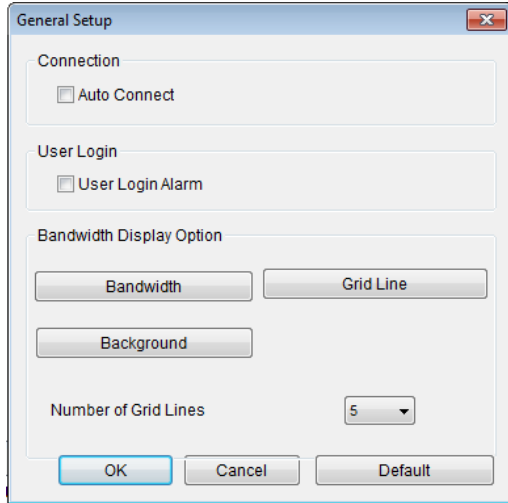 General Setup
Connection
Auto Connect
User Login
User Login Alarm
Bandwidth Display Option
Bandwidth
Grid Line
Background
Number of Grid Lines
5
OK
Cancel
Default